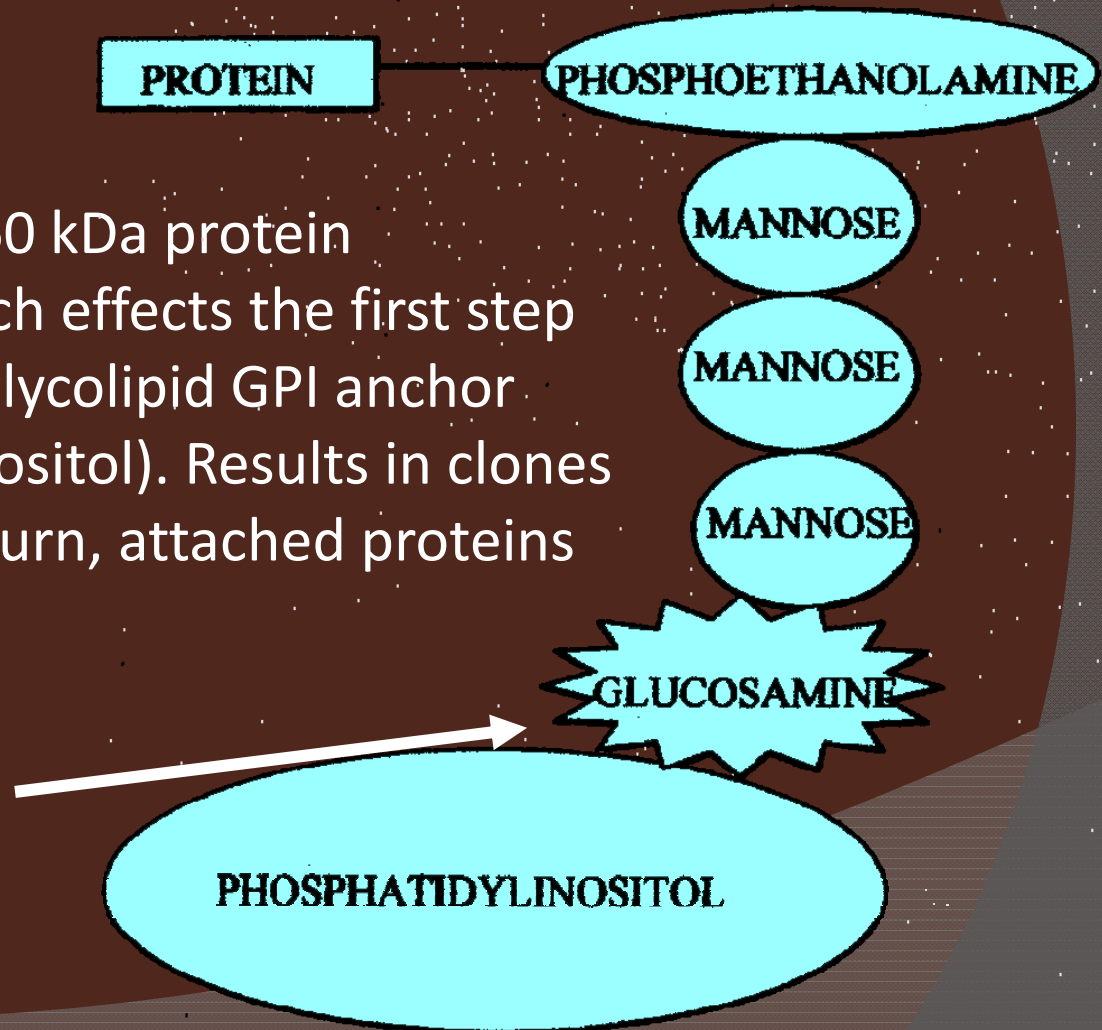 PROTEIN
PHOSPHOETHANOLAMINE
60 kDa protein
ch effects the first step
lycolipid GPI anchor
ositol). Results in clones
urn, attached proteins
MANNOSE
MANNOSE
MANNOSE
GLUCOSAMINE
PHOSPHATIDYLINOSITOL